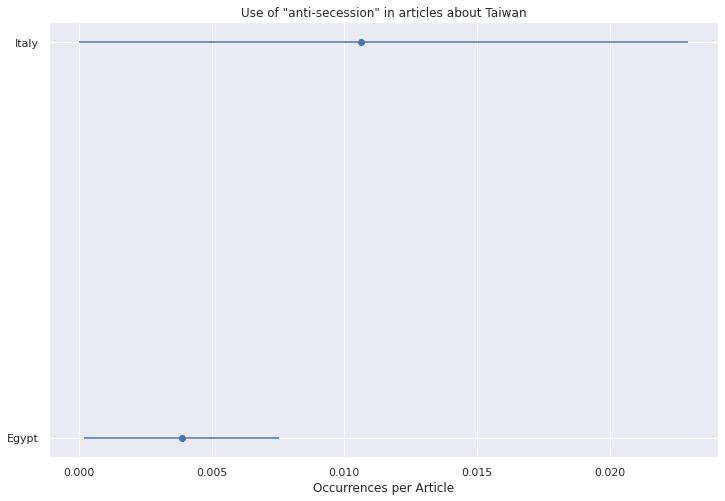 Use of "anti-secession" in articles about Taiwan
Italy
Egypt
0.000 0.005 0.010 0.015 0.020
Occurrences per Article